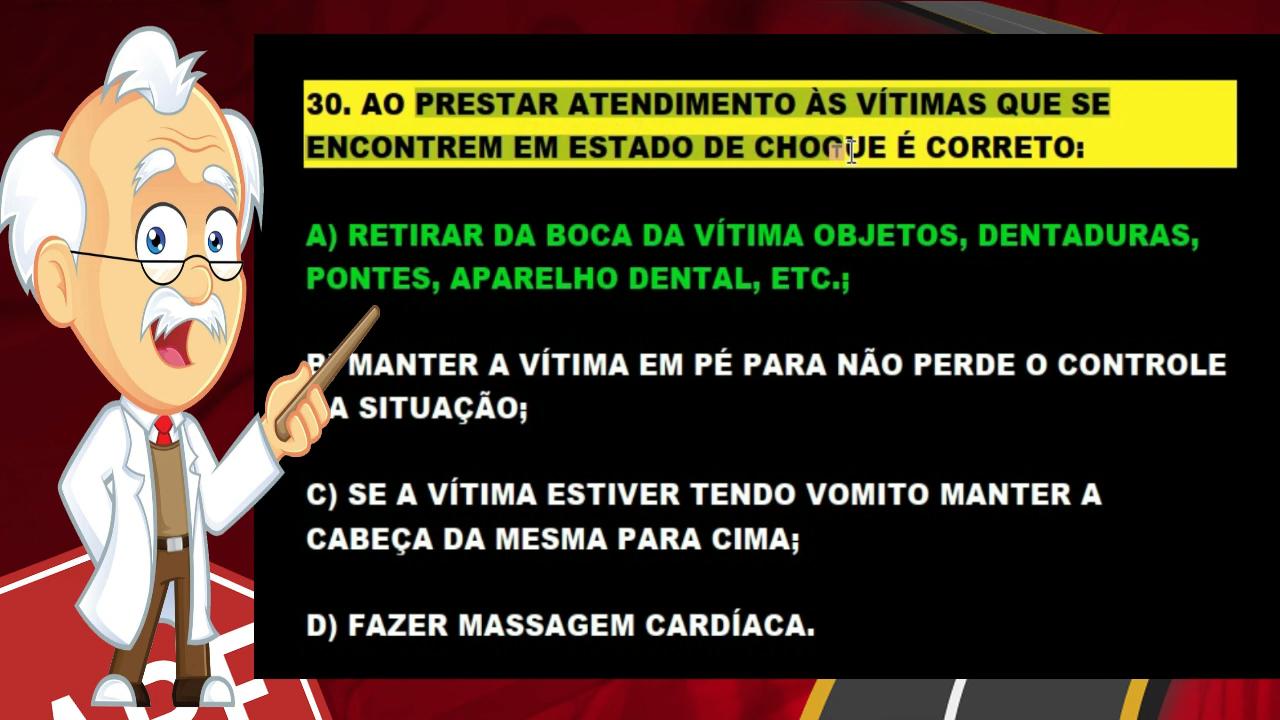 30. AO PRESTAR ATENDIMENTO ÀS VÍTIMAS QUE SE
ENCONTREM EM ESTADO DE CHOQUE É CORRETO:
A) RETIRAR DA BOCA DA VÍTIMA OBJETOS, DENTADURAS,
PONTES, APARELHO DENTAL, ETC.;
B) MANTER A VÍTIMA EM PÉ PARA NÃO PERDE O CONTROLE
A SITUAÇÃO;
C) SE A VÍTIMA ESTIVER TENDO VOMITO MANTER A
CABEÇA DA MESMA PARA CIMA;
D) FAZER MASSAGEM CARDÍACA.